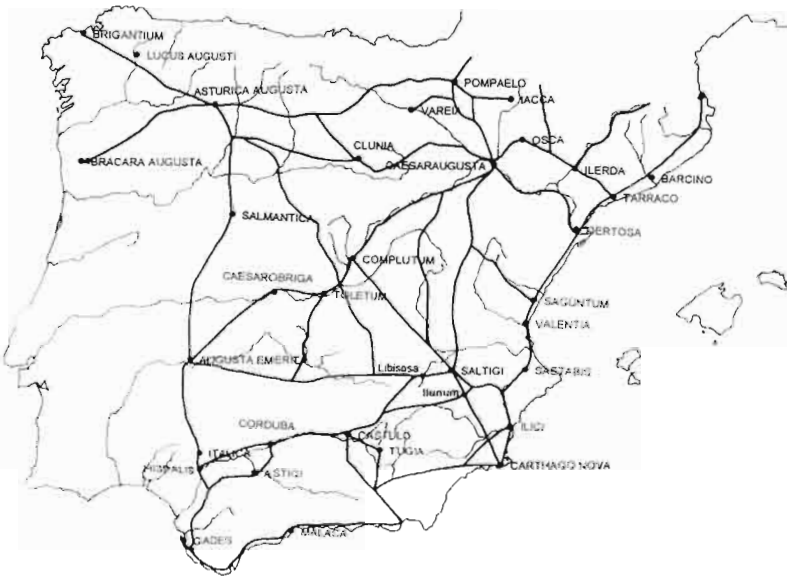 BRIGANTIUM
LUCUS AUGUSTI
ASTURICA AUGUSTA
POMPAELO
IACCA
VAREIA
OSCA
CLUNIA
CAESARAUGUSTA
BRACARA AUGUSTA
ILERDA
BARCINO
TARRACO
SALMANTICA
DERTOSA
COMPLUTUM
CAESAROBRIGA
TOLETUM
SAGUNTUM
VALENTIA
AUGUSTA EMERITA
Libisosa
SALTIGI
SAETABIS
Ilunum
CORDUBA
ILICI
CASTULO
ITALICA
TUGIA
HISPALIS
ASTIGI
CARTHAGO NOVA
MALACA
GADES